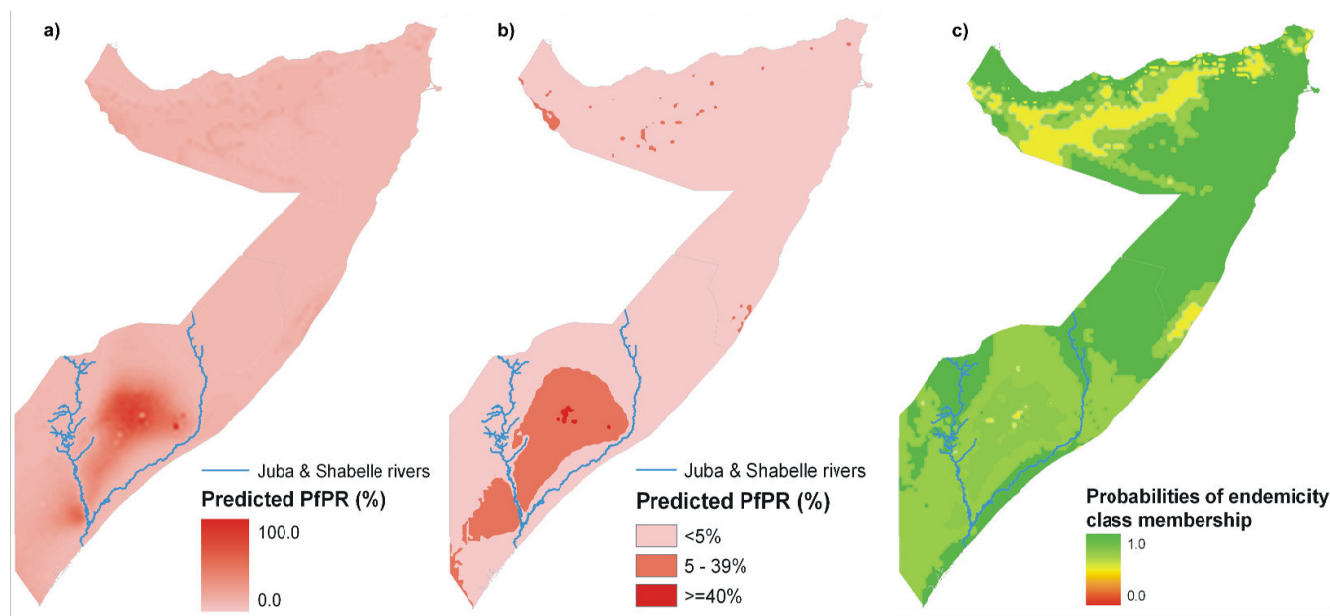 a)
Juba & Shabelle rivers
Predicted PfPR (%)
100.0
0.0
b)
Juba & Shabelle rivers
Predicted PfPR (%)
<5%
5 - 39%
>=40%
c)
Probabilities of endemicity
class membership
1.0
0.0